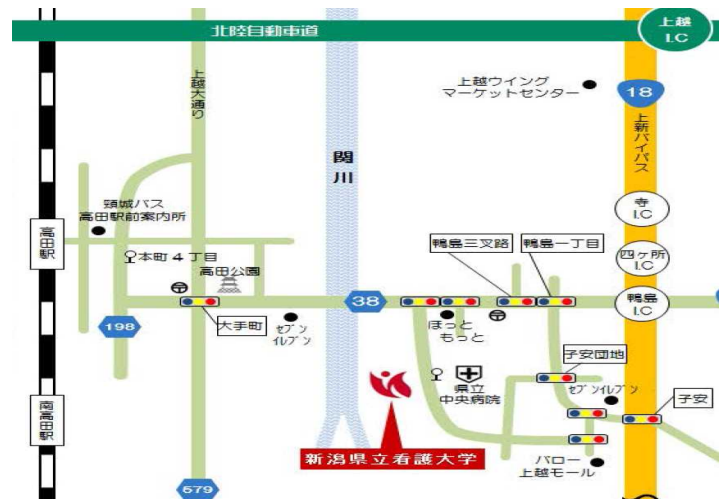 上越
I.C
北陸自動車道
上越大通り
上越ウイング
マーケットセンター
18
上新バイパス
関川
頸城バス
高田駅前案内所
高田駅
本町4丁目
高田公園
寺
I.C
四ヶ所
I.C
鴨島三叉路
鴨島一丁目
鴨島
I.C
38
198
大手町
セブン
イレブン
ほっと
もっと
子安団地
県立
中央病院
セブンイレブン
子安
南高田駅
新潟県立看護大学
バロー
上越モール
579